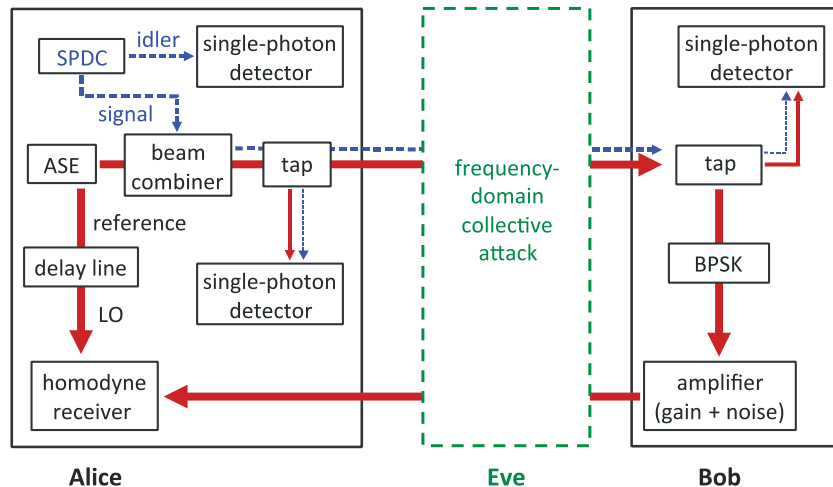 idler
SPDC
single-photon
detector
signal
ASE
beam
combiner
tap
reference
delay line
single-photon
detector
LO
homodyne
receiver
frequency-
domain
collective
attack
single-photon
detector
tap
BPSK
amplifier
(gain + noise)
Alice
Eve
Bob